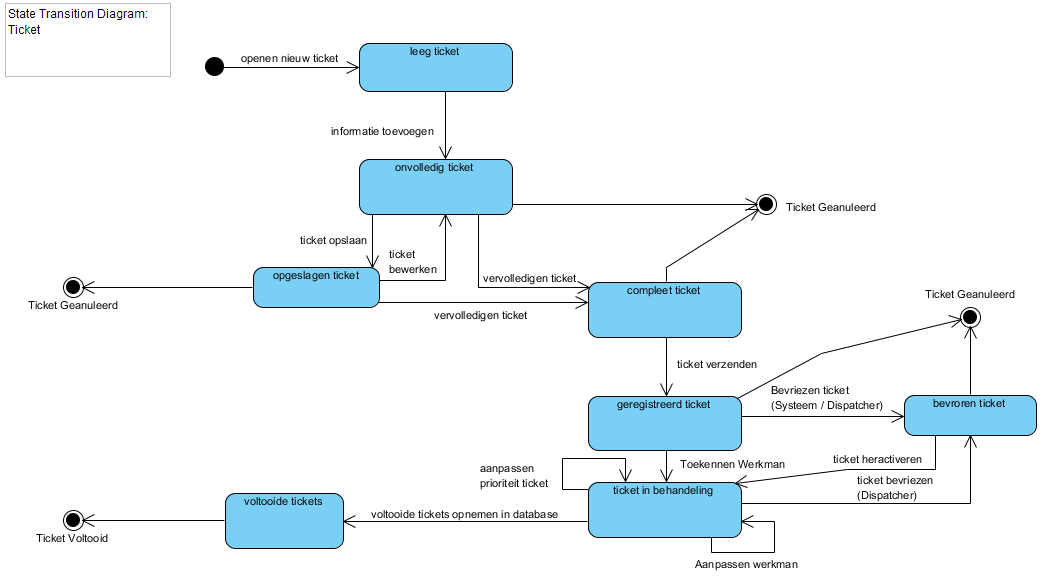 State Transition Diagram:
Ticket
openen nieuw ticket
leeg ticket
informatie toevoegen
onvolledig ticket
Ticket Geanuleerd
ticket opslaan
ticket
bewerken
opgeslagen ticket
vervolledigen ticket
compleet ticket
Ticket Geanuleerd
vervolledigen ticket
Ticket Geanuleerd
ticket verzenden
geregistreerd ticket
Bevriezen ticket
(Systeem / Dispatcher)
bevroren ticket
Toekennen Werkman
ticket heractiveren
aanpassen
prioriteit ticket
ticket in behandeling
ticket bevriezen
(Dispatcher)
voltooide tickets
voltooide tickets opnemen in database
Ticket Voltooid
Aanpassen werkman